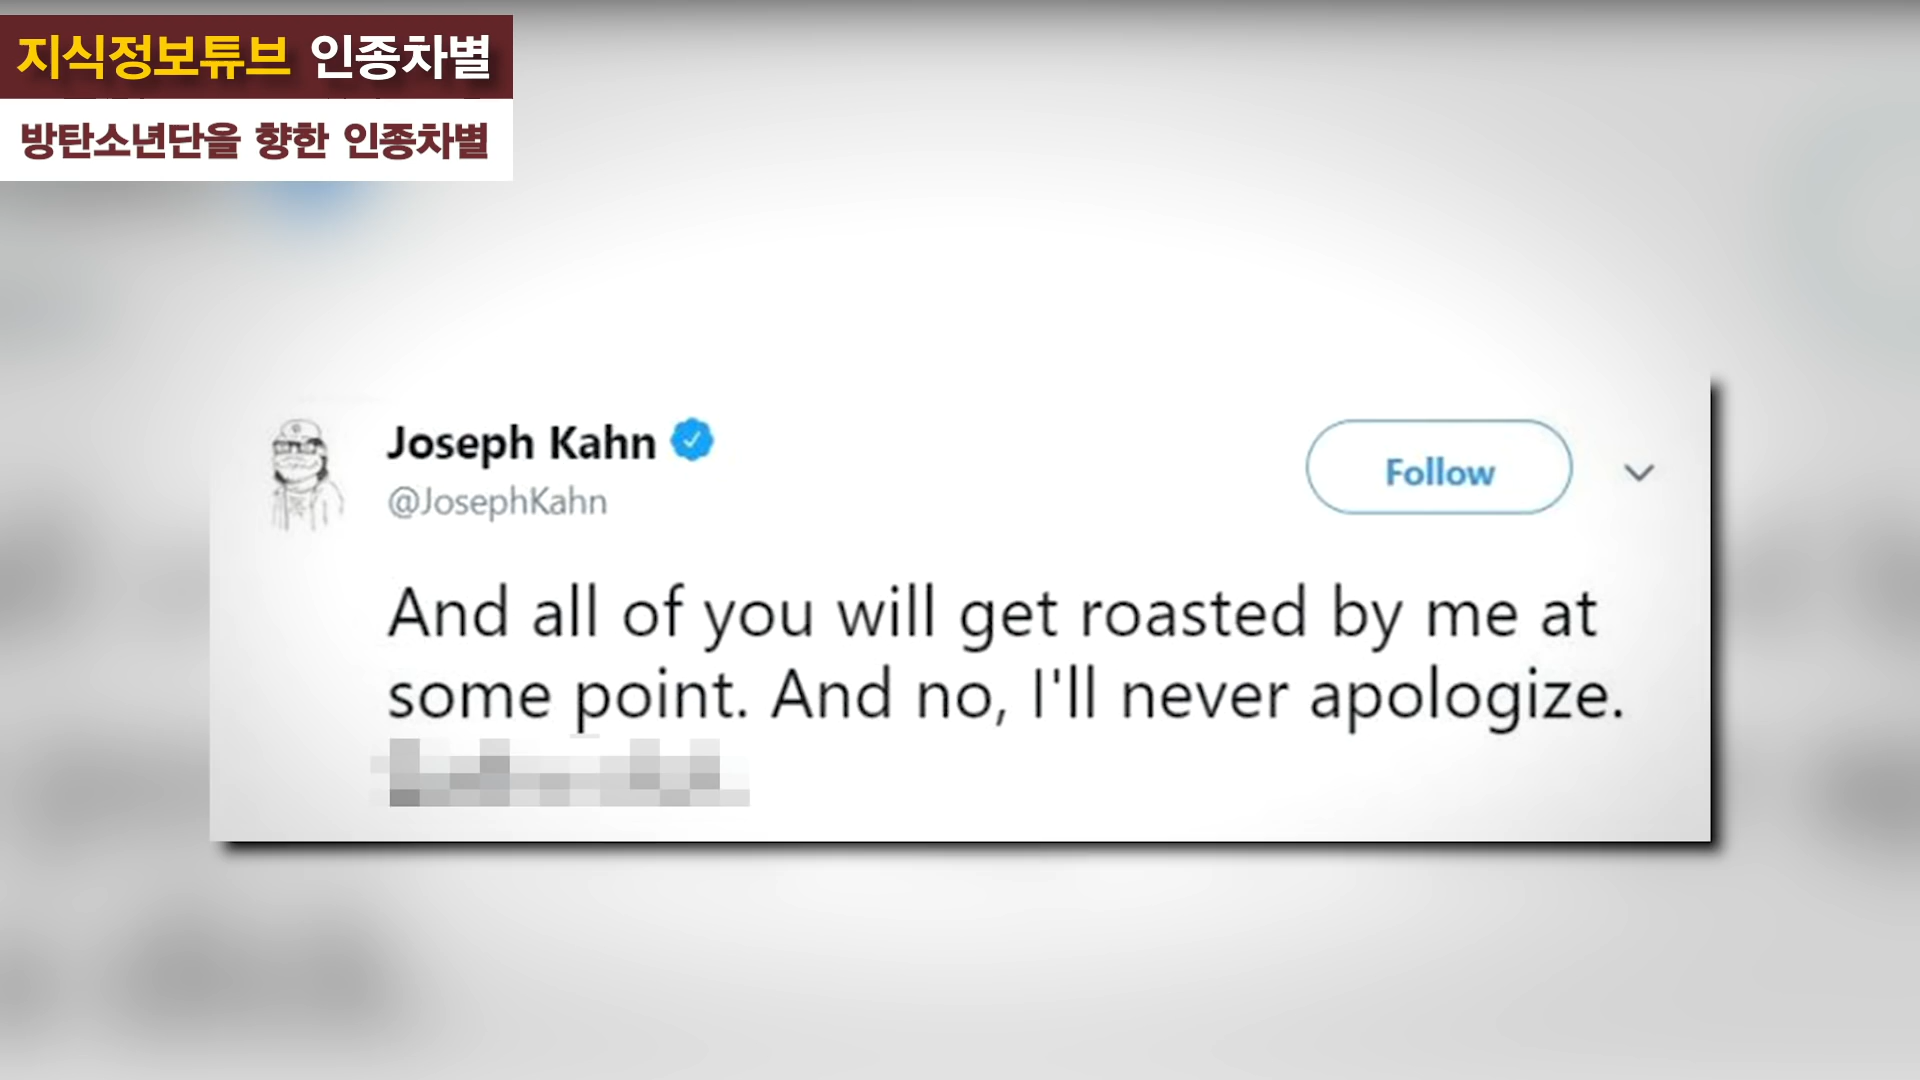 지식정보튜브 인종차별
방탄소년단을 향한 인종차별
Joseph Kahn
@JosephKahn
Follow
And all of you will get roasted by me at
some point. And no, I'll never apologize.